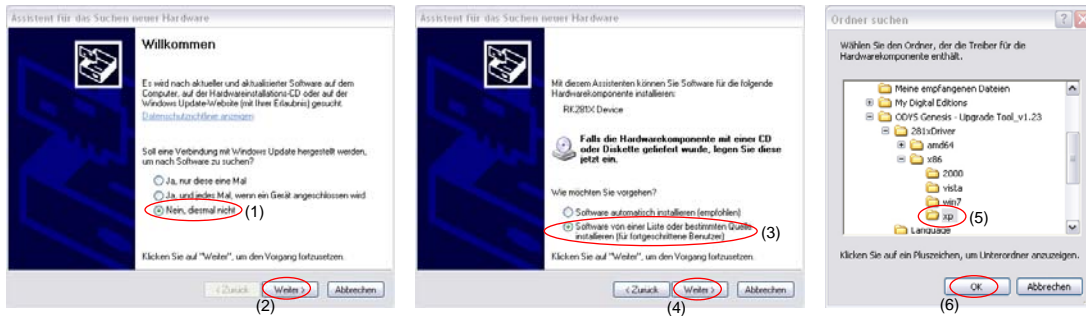 Assistent für das Suchen neuer Hardware
Willkommen
Es wird nach aktueller und aktualisierter Software auf dem
Computer, auf der Hardwareinstallations-CD oder auf der
Windows Update-Website (mit Ihrer Erlaubnis) gesucht.
Datenschutzrichtlinie anzeigen
Soll eine Verbindung mit Windows Update hergestellt werden,
um nach Software zu suchen?
Ja, nur diese eine Mal
Ja, und jedes Mal, wenn ein Gerät angeschlossen wird
Nein, diesmal nicht (1)
Klicken Sie auf "Weiter", um den Vorgang fortzusetzen.
< Zurück Weiter > Abbrechen
(2)
Assistent für das Suchen neuer Hardware
Mit diesem Assistenten können Sie Software für die folgende
Hardwarekomponente installieren:
RK281X Device
Falls die Hardwarekomponente mit einer CD
oder Diskette geliefert wurde, legen Sie diese
jetzt ein.
Wie möchten Sie vorgehen?
Software automatisch installieren (empfohlen)
Software von einer Liste oder bestimmten Quelle
installieren (für fortgeschrittene Benutzer)
(3)
Klicken Sie auf "Weiter", um den Vorgang fortzusetzen.
< Zurück Weiter > Abbrechen
(4)
Ordner suchen
Wählen Sie den Ordner, der die Treiber für die
Hardwarekomponente enthält.
Meine empfangenen Dateien
My Digital Editions
ODYS Genesis - Upgrade Tool_v1.23
281xDriver
amd64
x86
2000
vista
win7
xp (5)
Language
Klicken Sie auf ein Pluszeichen, um Unterordner anzuzeigen.
OK Abbrechen
(6)